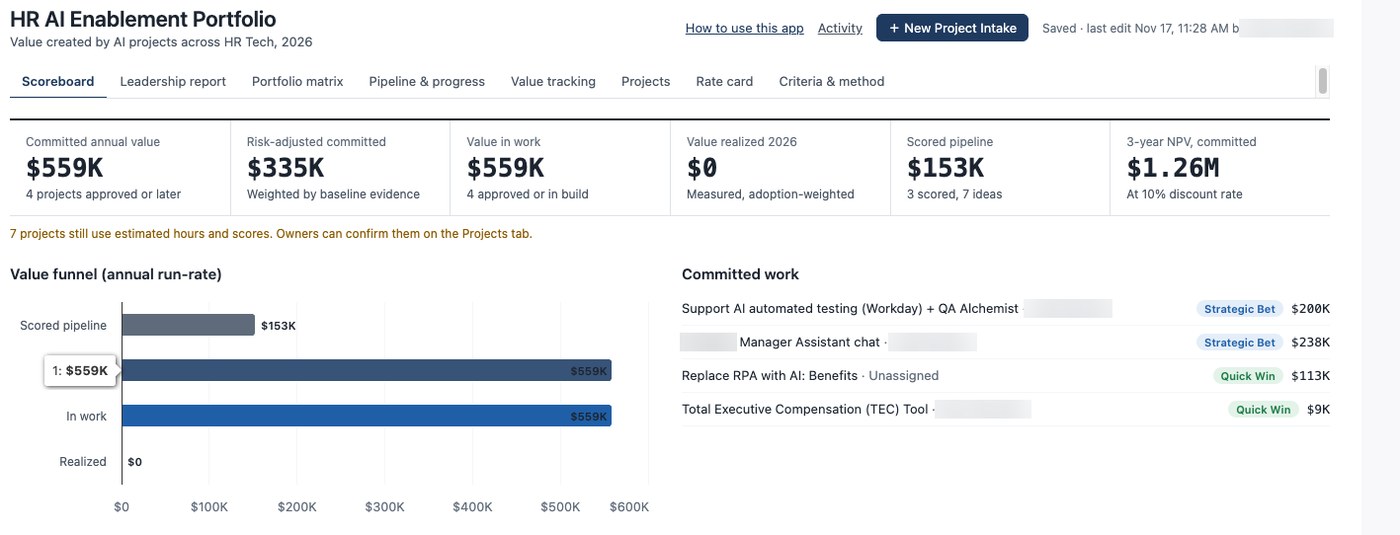 HR AI Enablement Portfolio
Value created by AI projects across HR Tech, 2026
How to use this app Activity + New Project Intake Saved · last edit Nov 17, 11:28 AM b
Scoreboard Leadership report Portfolio matrix Pipeline & progress Value tracking Projects Rate card Criteria & method
Committed annual value
$559K
4 projects approved or later
Risk-adjusted committed
$335K
Weighted by baseline evidence
Value in work
$559K
4 approved or in build
Value realized 2026
$0
Measured, adoption-weighted
Scored pipeline
$153K
3 scored, 7 ideas
3-year NPV, committed
$1.26M
At 10% discount rate
7 projects still use estimated hours and scores. Owners can confirm them on the Projects tab.
Value funnel (annual run-rate)
Scored pipeline $153K
1: $559K $559K
In work $559K
Realized $0
$0 $100K $200K $300K $400K $500K $600K
Committed work
Support AI automated testing (Workday) + QA Alchemist · Strategic Bet $200K
Manager Assistant chat · Strategic Bet $238K
Replace RPA with AI: Benefits · Unassigned Quick Win $113K
Total Executive Compensation (TEC) Tool · Quick Win $9K